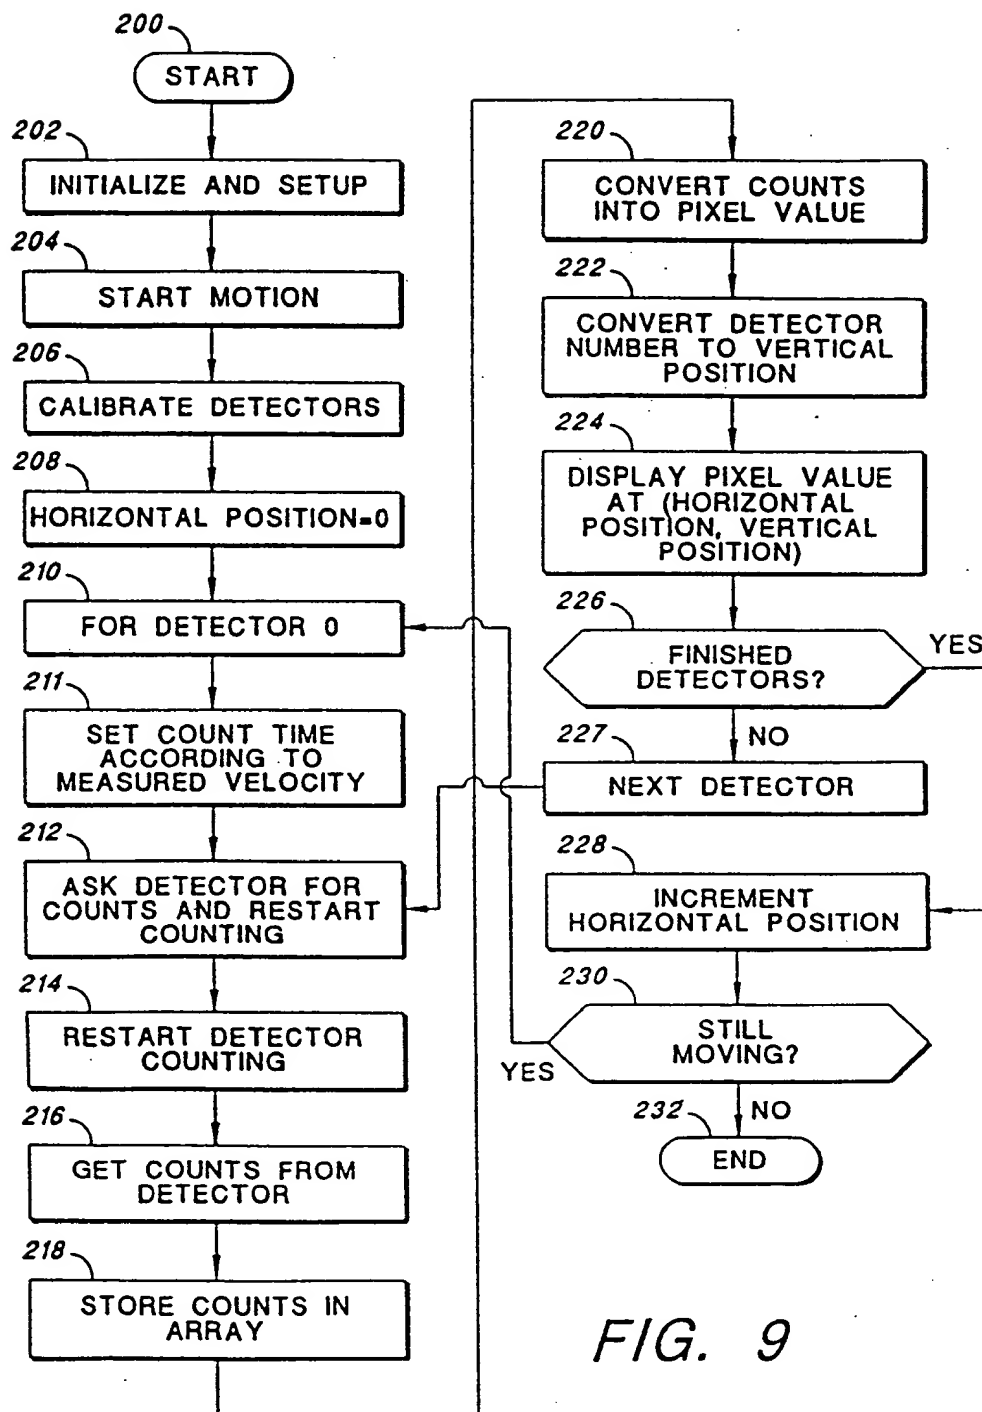 200
START
202
INITIALIZE AND SETUP
204
START MOTION
206
CALIBRATE DETECTORS
208
HORIZONTAL POSITION=0
210
FOR DETECTOR 0
211
SET COUNT TIME
ACCORDING TO
MEASURED VELOCITY
212
ASK DETECTOR FOR
COUNTS AND RESTART
COUNTING
214
RESTART DETECTOR
COUNTING
216
GET COUNTS FROM
DETECTOR
218
STORE COUNTS IN
ARRAY
220
CONVERT COUNTS
INTO PIXEL VALUE
222
CONVERT DETECTOR
NUMBER TO VERTICAL
POSITION
224
DISPLAY PIXEL VALUE
AT (HORIZONTAL
POSITION, VERTICAL
POSITION)
226
FINISHED
DETECTORS?
YES
NO
227
NEXT DETECTOR
228
INCREMENT
HORIZONTAL POSITION
230
STILL
MOVING?
YES
NO
232
END
FIG. 9